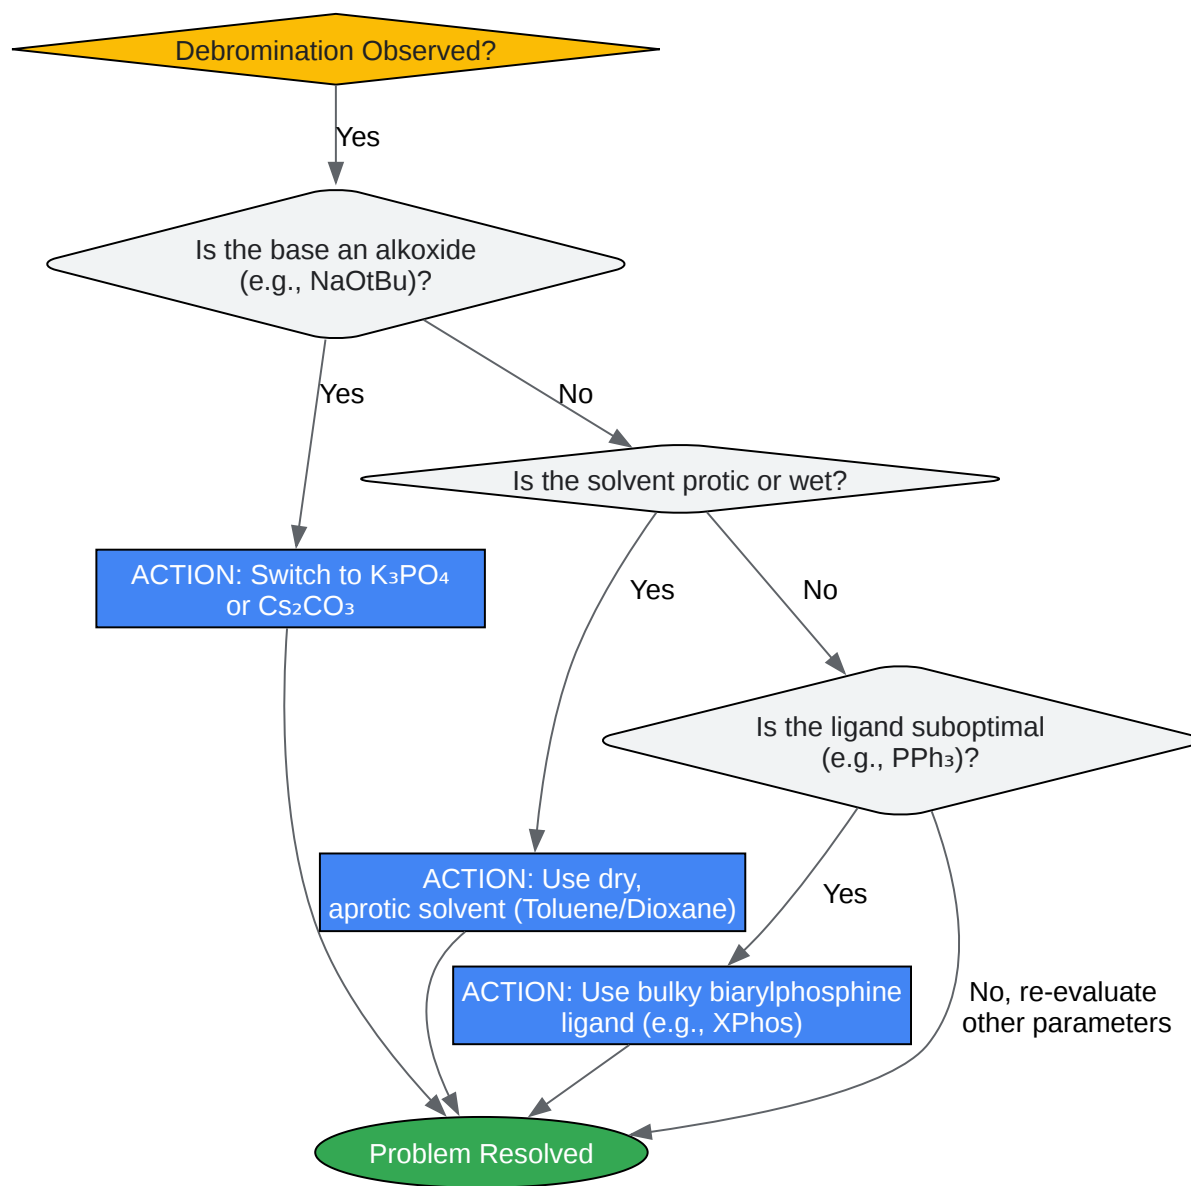 Debromination Observed?
Yes
Is the base an alkoxide
(e.g., NaOtBu)?
Yes
No
Is the solvent protic or wet?
ACTION: Switch to K₃PO₄
or Cs₂CO₃
Yes
No
Is the ligand suboptimal
(e.g., PPh₃)?
ACTION: Use dry,
aprotic solvent (Toluene/Dioxane)
Yes
ACTION: Use bulky biarylphosphine
ligand (e.g., XPhos)
No, re-evaluate
other parameters
Problem Resolved